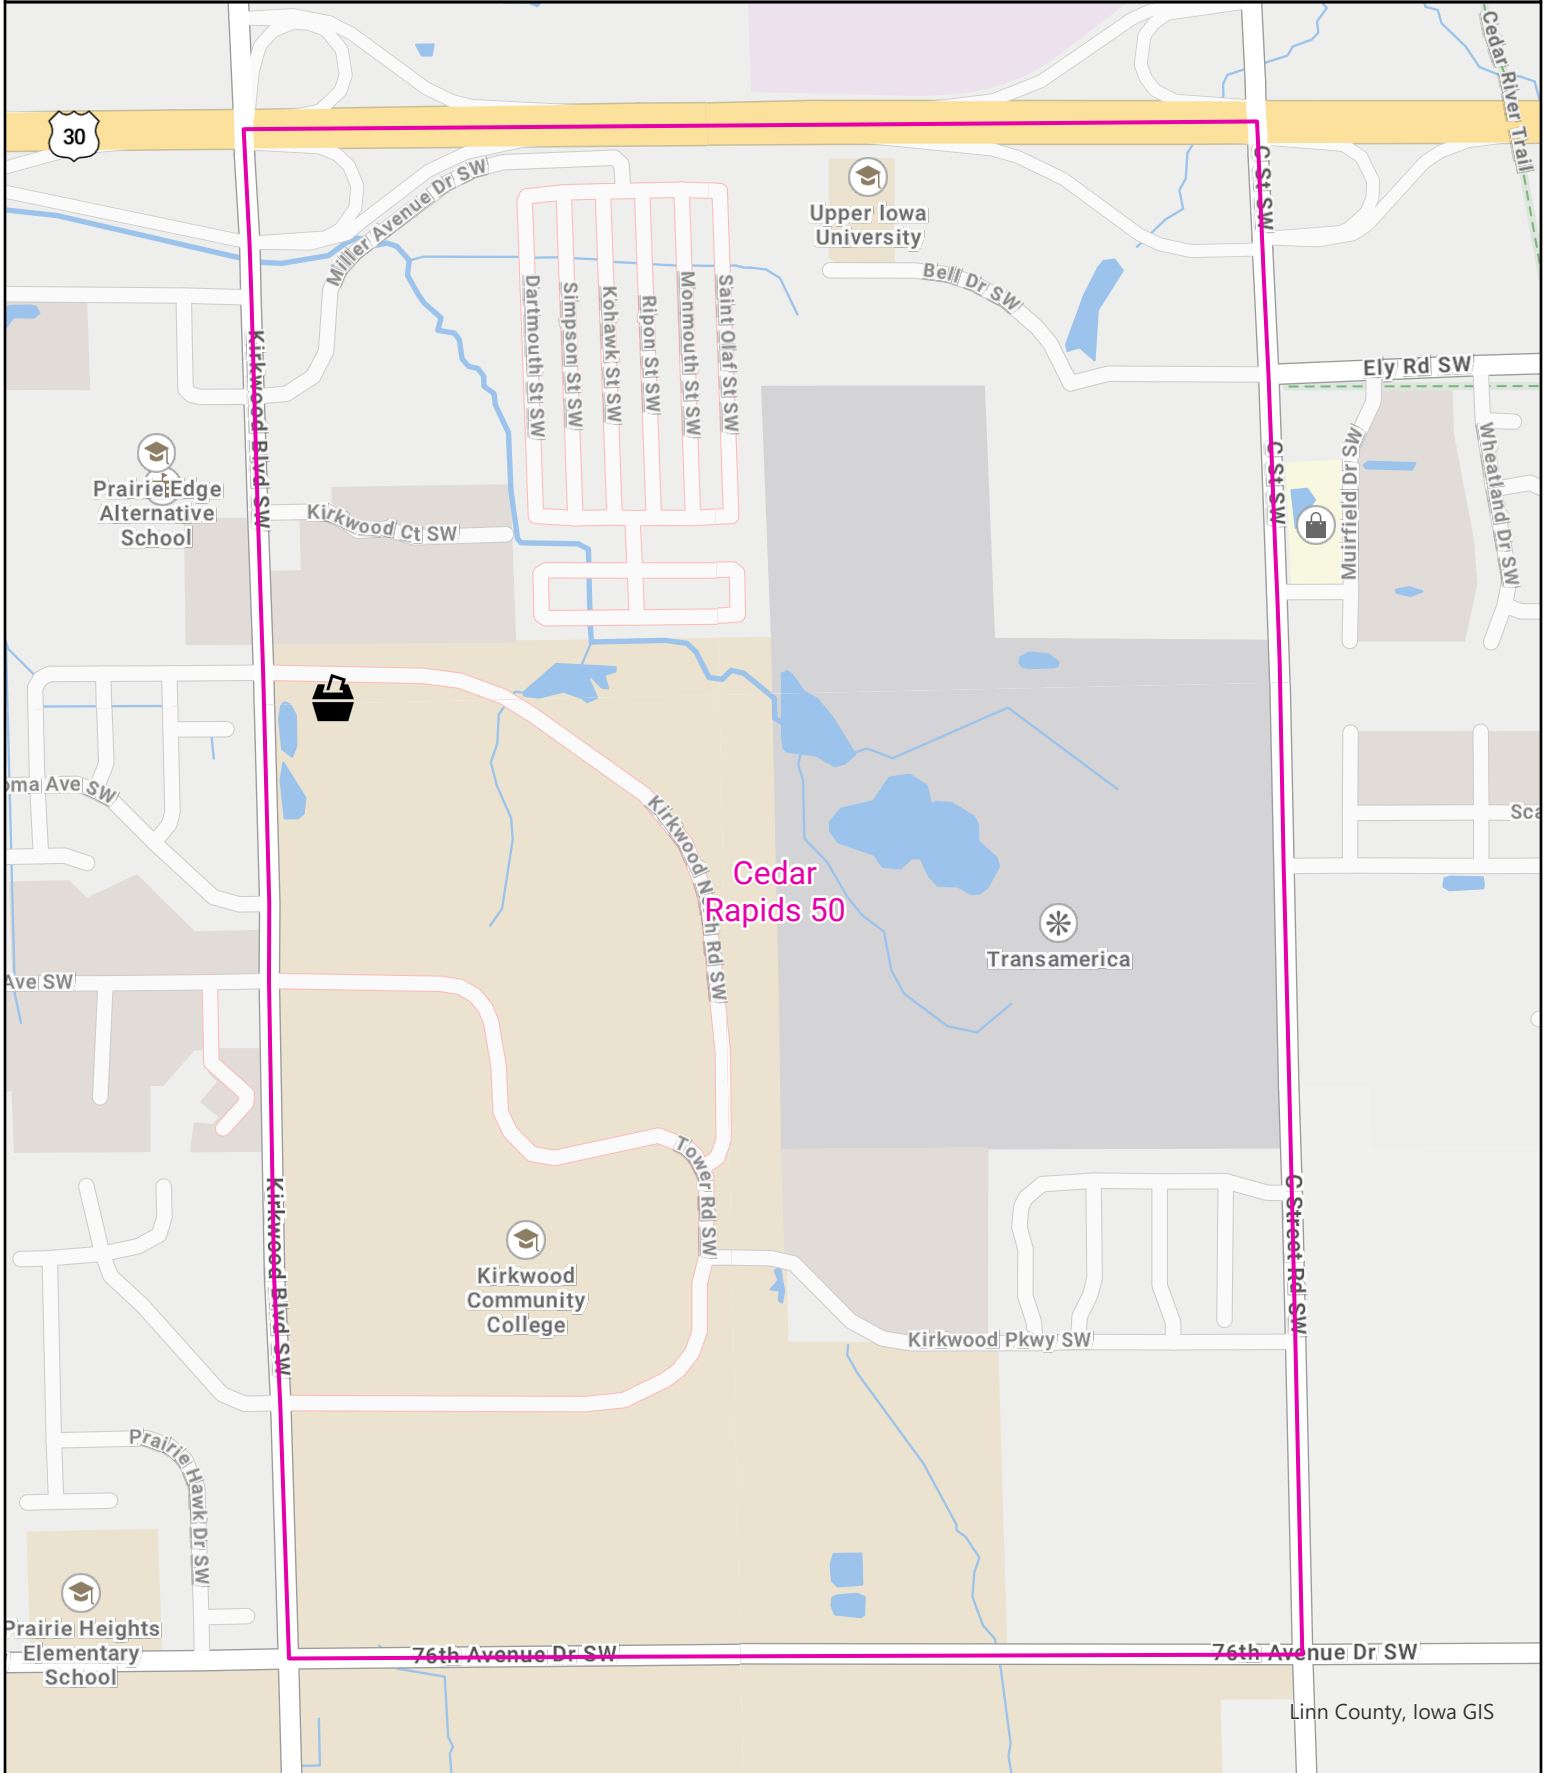 Cedar River Trail
30
C St SW
Miller Avenue Dr SW
Upper Iowa
University
Bell Dr SW
Dartmouth St SW
Simpson St SW
Kohawk St SW
Ripon St SW
Monmouth St SW
Saint Olaf St SW
Kirkwood Blvd SW
Ely Rd SW
C St SW
Muirfield Dr SW
Wheatland Dr SW
Prairie Edge
Alternative
School
Kirkwood Ct SW
oma Ave SW
Kirkwood North Rd SW
Sca
Cedar
Rapids 50
Transamerica
Ave SW
Tower Rd SW
Kirkwood Blvd SW
C Street Rd SW
Kirkwood
Community
College
Kirkwood Pkwy SW
Prairie Hawk Dr SW
Prairie Heights
Elementary
School
76th Avenue Dr SW
76th Avenue Dr SW
Linn County, Iowa GIS